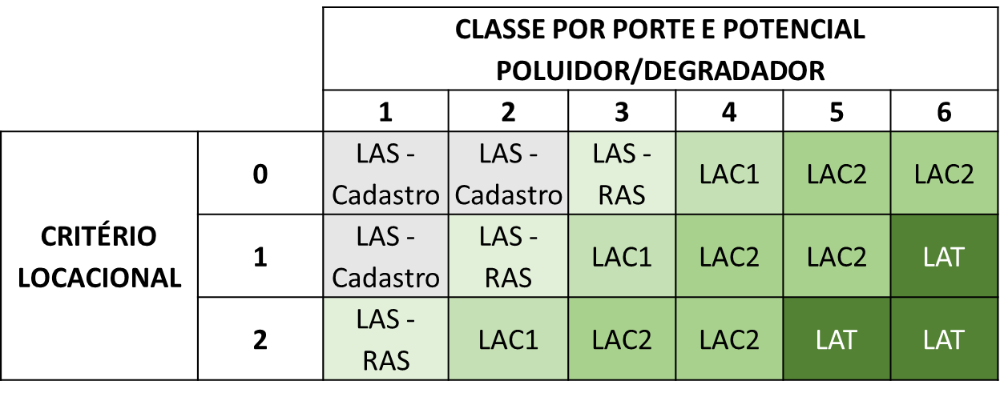 CLASSE POR PORTE E POTENCIAL
POLUIDOR/DEGRADADOR
1 2 3 4 5 6
CRITÉRIO
LOCACIONAL
0
LAS -
Cadastro
LAS -
Cadastro
LAS -
RAS
LAC1
LAC2
LAC2
1
LAS -
Cadastro
LAS -
RAS
LAC1
LAC2
LAC2
LAT
2
LAS -
RAS
LAC1
LAC2
LAC2
LAT
LAT